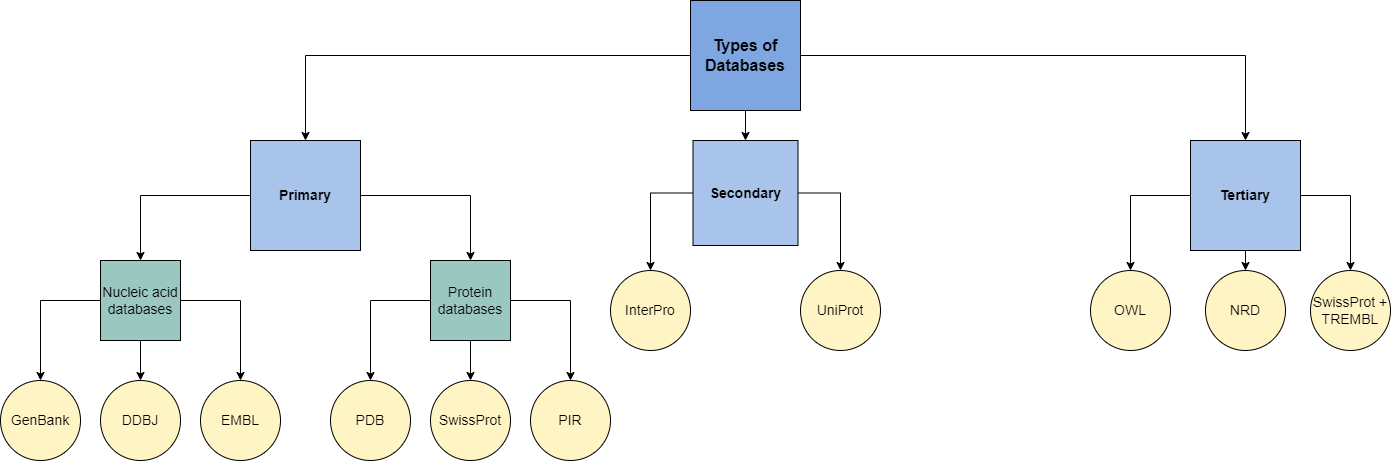 Types of
Databases
Primary
Secondary
Tertiary
Nucleic acid
databases
Protein
databases
InterPro
UniProt
OWL
NRD
SwissProt +
TREMBL
GenBank
DDBJ
EMBL
PDB
SwissProt
PIR